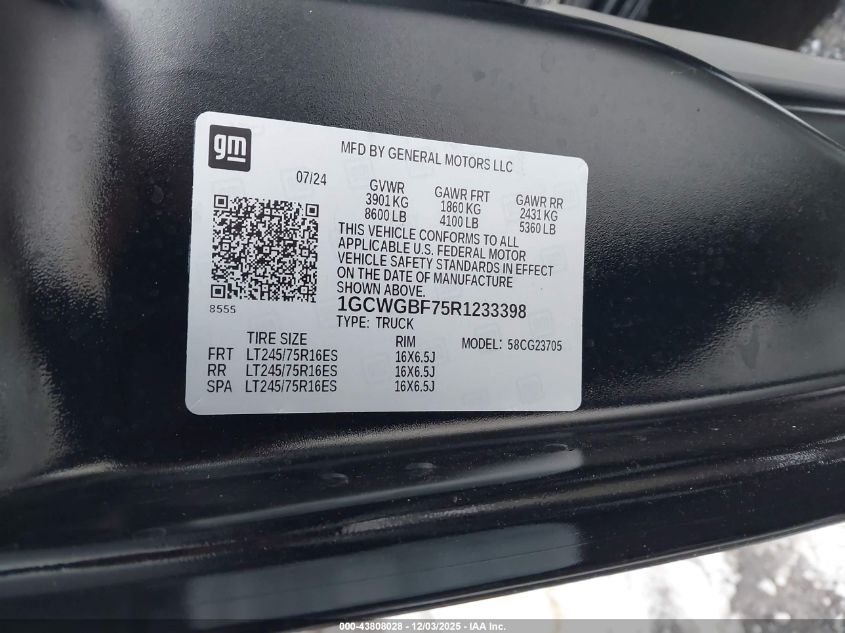 gm
MFD BY GENERAL MOTORS LLC
07/24
GVWR
3901 KG
8600 LB
GAWR FRT
1860 KG
4100 LB
GAWR RR
2431 KG
5360 LB
THIS VEHICLE CONFORMS TO ALL
APPLICABLE U.S. FEDERAL MOTOR
VEHICLE SAFETY STANDARDS IN EFFECT
ON THE DATE OF MANUFACTURE
SHOWN ABOVE.
8555
1GCWGBF75R1233398
TYPE: TRUCK
TIRE SIZE RIM MODEL: 58CG23705
FRT LT245/75R16ES 16X6.5J
RR LT245/75R16ES 16X6.5J
SPA LT245/75R16ES 16X6.5J
000-43808028 - 12/03/2025 - IAA Inc.